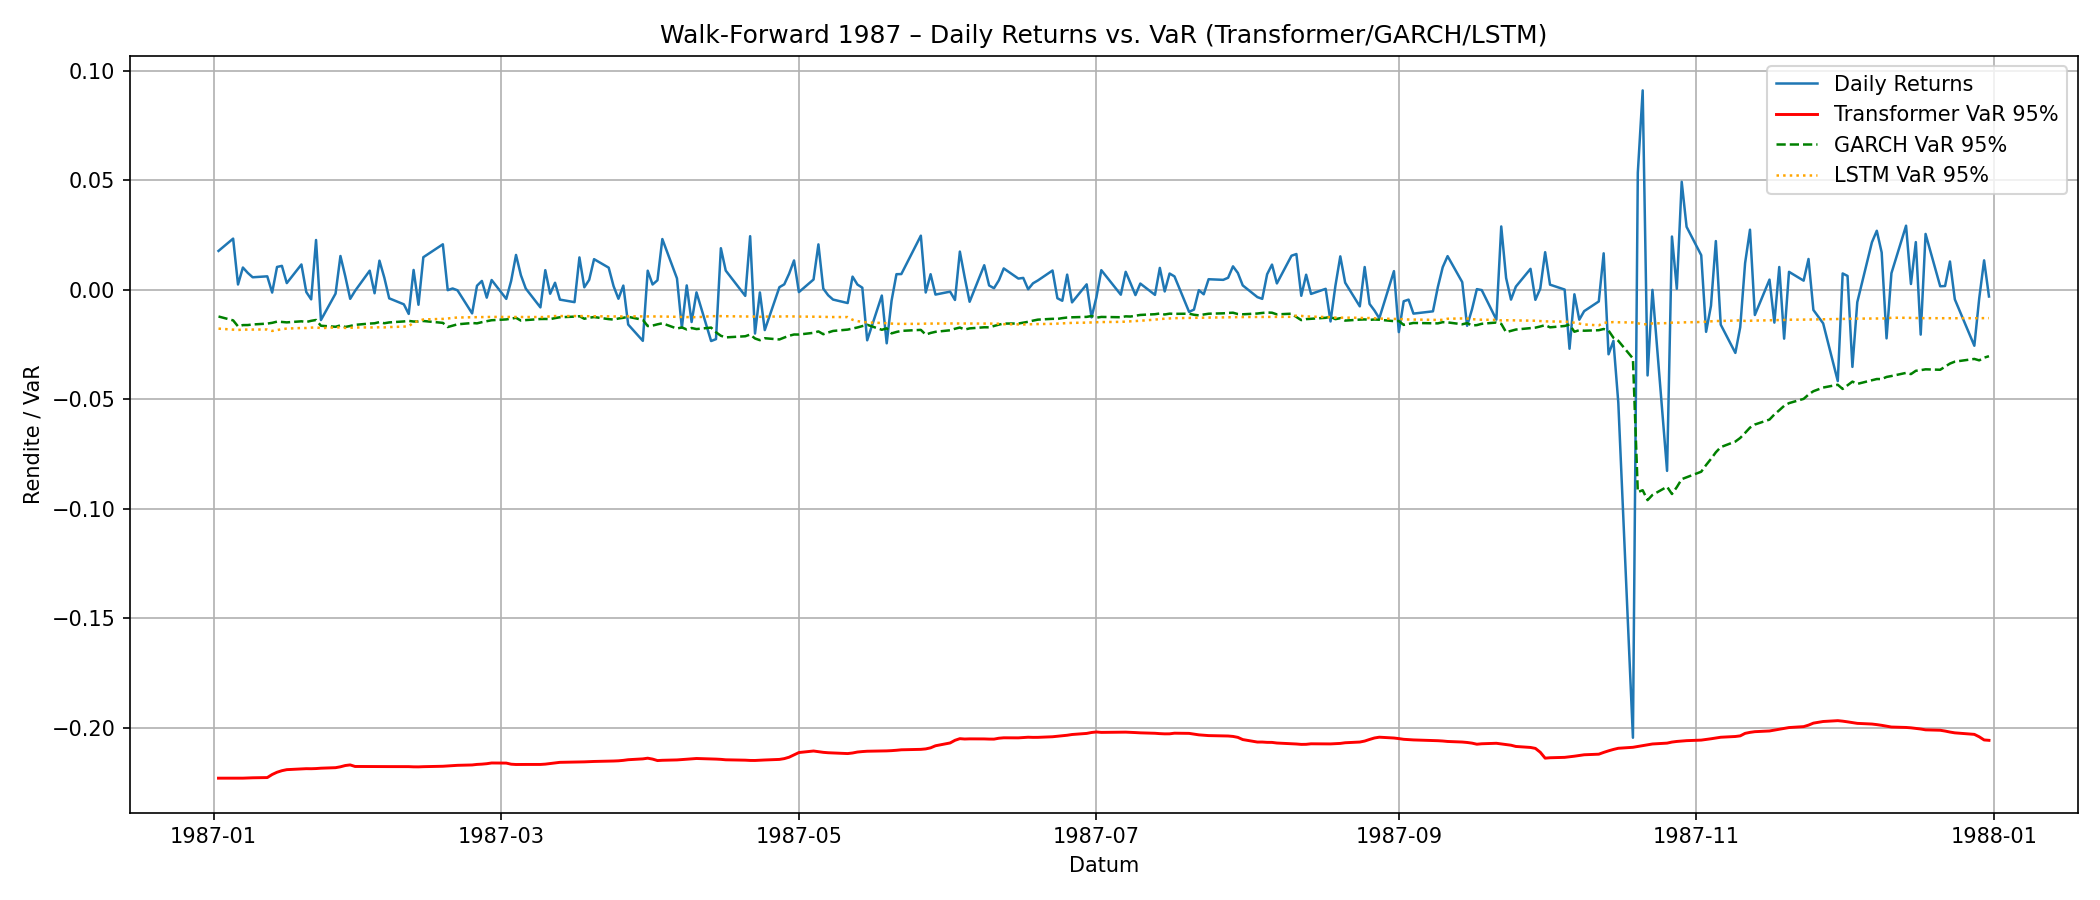 Walk-Forward 1987 – Daily Returns vs. VaR (Transformer/GARCH/LSTM)
Daily Returns
Transformer VaR 95%
GARCH VaR 95%
LSTM VaR 95%
Rendite / VaR
0.10
0.05
0.00
−0.05
−0.10
−0.15
−0.20
1987-01 1987-03 1987-05 1987-07 1987-09 1987-11 1988-01
Datum